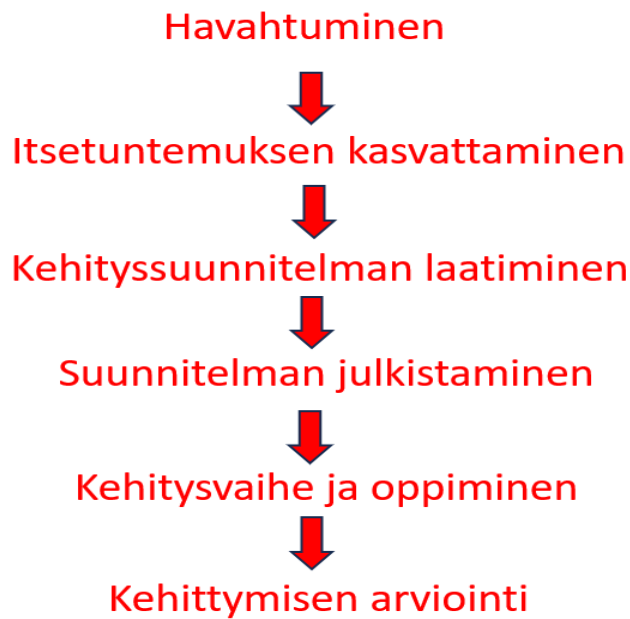 Havahtuminen
Itsetuntemuksen kasvattaminen
Kehityssuunnitelman laatiminen
Suunnitelman julkistaminen
Kehitysvaihe ja oppiminen
Kehittymisen arviointi